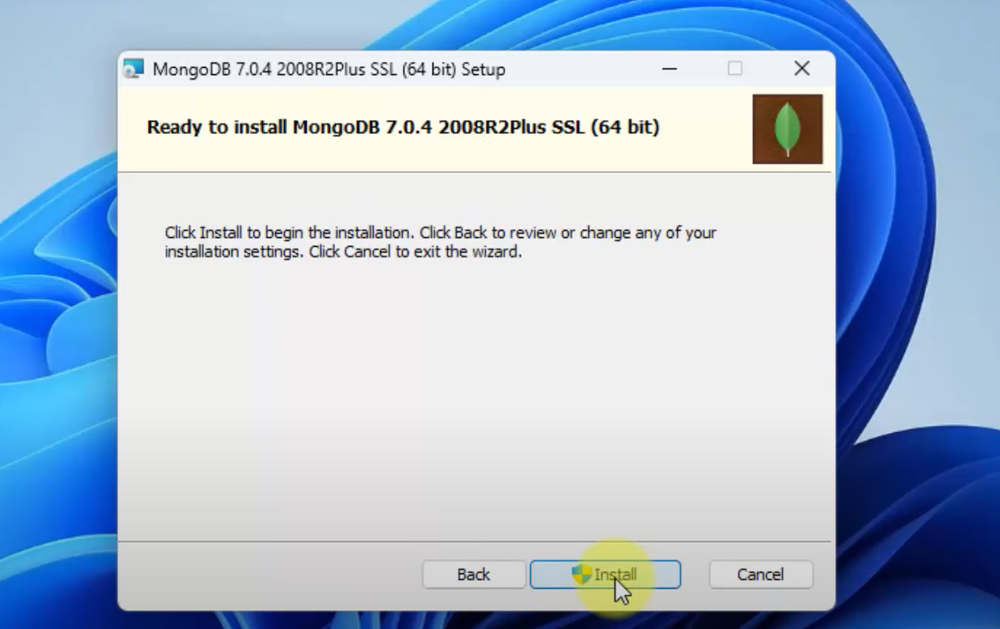 MongoDB 7.0.4 2008R2Plus SSL (64 bit) Setup
Ready to install MongoDB 7.0.4 2008R2Plus SSL (64 bit)
Click Install to begin the installation. Click Back to review or change any of your
installation settings. Click Cancel to exit the wizard.
Back
Install
Cancel